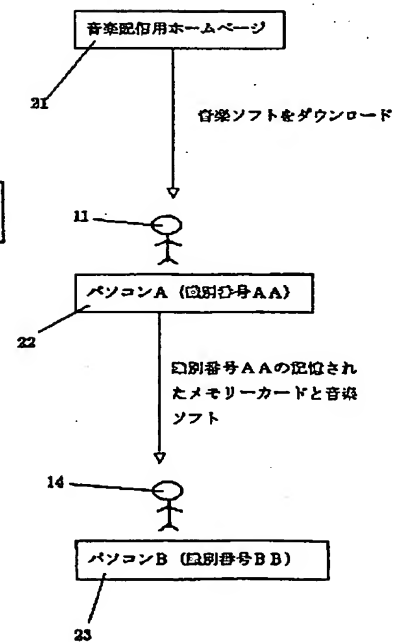 音楽配信用ホームページ
21
音楽ソフトをダウンロード
11
パソコンA(識別番号AA)
22
識別番号AAの記憶され
たメモリーカードと音楽
ソフト
14
パソコンB(識別番号BB)
23